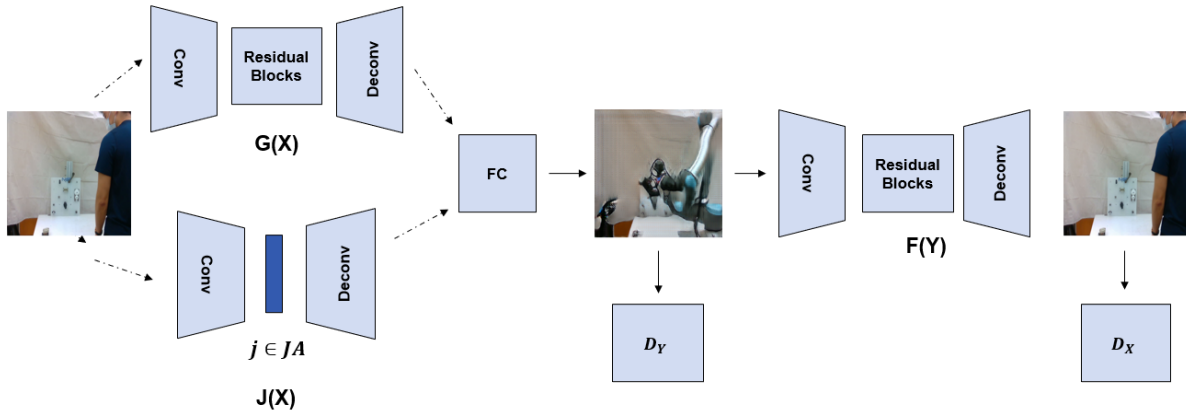 Conv
Residual
Blocks
Deconv
G(X)
FC
Conv
Deconv
j ∈ JA
J(X)
Conv
Residual
Blocks
Deconv
F(Y)
D_Y
D_X